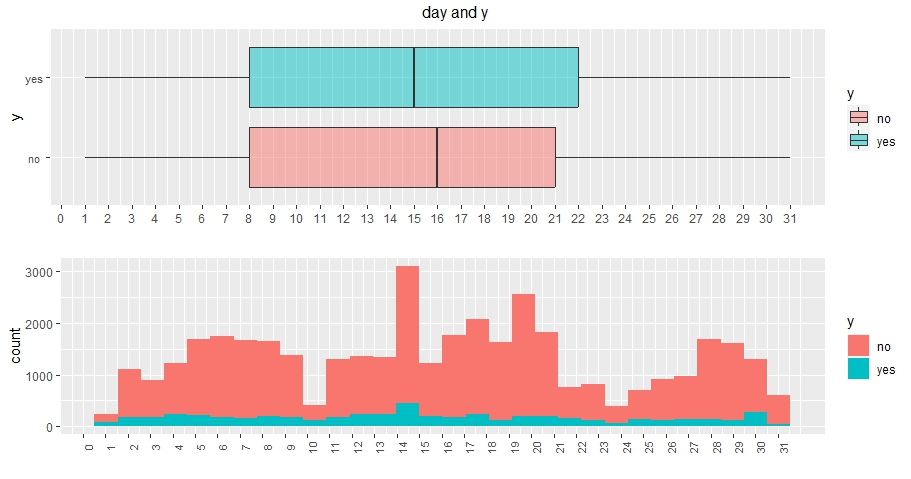 day and y
yes
no
y
0 1 2 3 4 5 6 7 8 9 10 11 12 13 14 15 16 17 18 19 20 21 22 23 24 25 26 27 28 29 30 31
y
no
yes
3000
2000
1000
0
count
0 1 2 3 4 5 6 7 8 9 10 11 12 13 14 15 16 17 18 19 20 21 22 23 24 25 26 27 28 29 30 31
y
no
yes